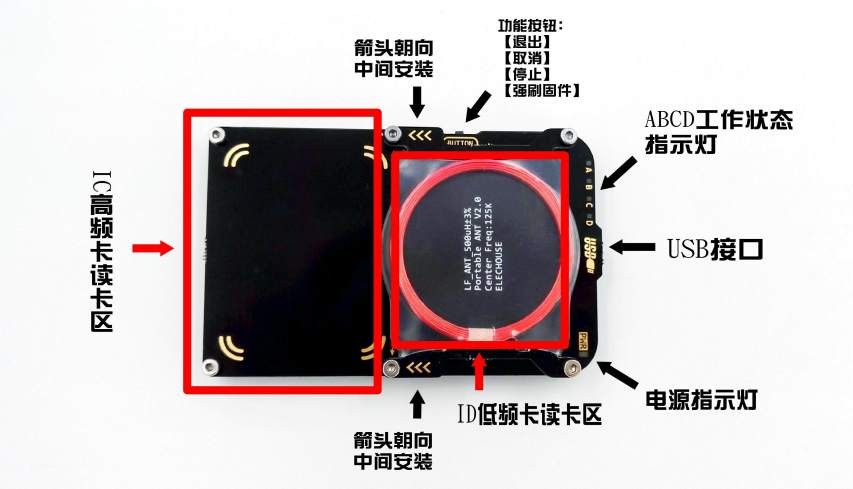 功能按钮：
【退出】
【取消】
【停止】
【强刷固件】
箭头朝向
中间安装
ABCD工作状态
指示灯
IC高频卡读卡区
BUTTON
A
B
C
D
LF_ANT_500uH±3%
Portable ANT V2.0
Center Freq:125K
ELECHOUSE
USB
USB接口
PWR
电源指示灯
ID低频卡读卡区
箭头朝向
中间安装